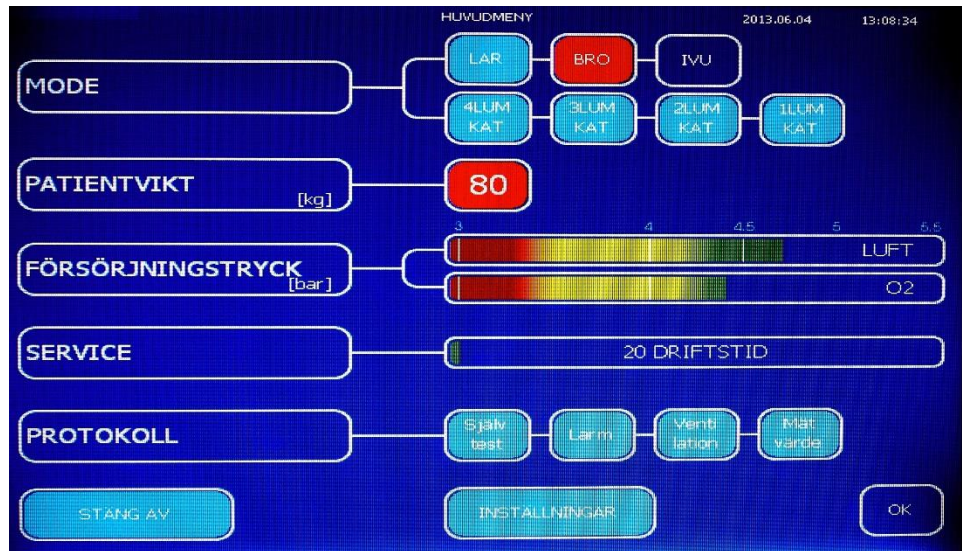 HUVUDMENY 2013.06.04 13:08:34
MODE
LAR BRO IVU
4LUM KAT
3LUM KAT
2LUM KAT
1LUM KAT
PATIENTVIKT
[kg]
80
3 4 4.5 5 5.5
FÖRSÖRJNINGSTRYCK
[bar]
LUFT
O2
SERVICE
20 DRIFTSTID
PROTOKOLL
Själv
test
Larm
Venti
lation
Mät
värde
STÄNG AV
INSTÄLLNINGAR
OK